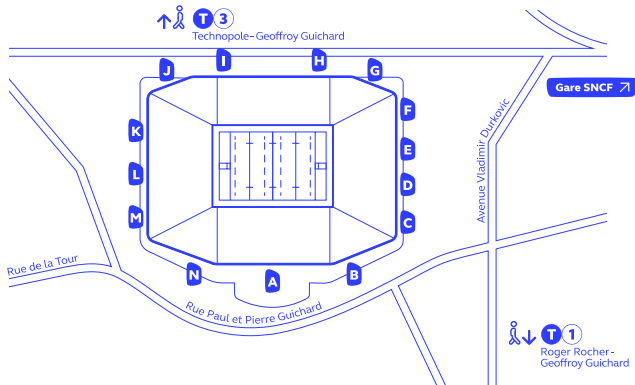 T 3
Technopole-Geoffroy Guichard
I
H
J
G
Gare SNCF
F
K
E
Avenue Vladimir Durkovic
L
D
M
C
Rue de la Tour
N
A
B
Rue Paul et Pierre Guichard
T 1
Roger Rocher-
Geoffroy Guichard